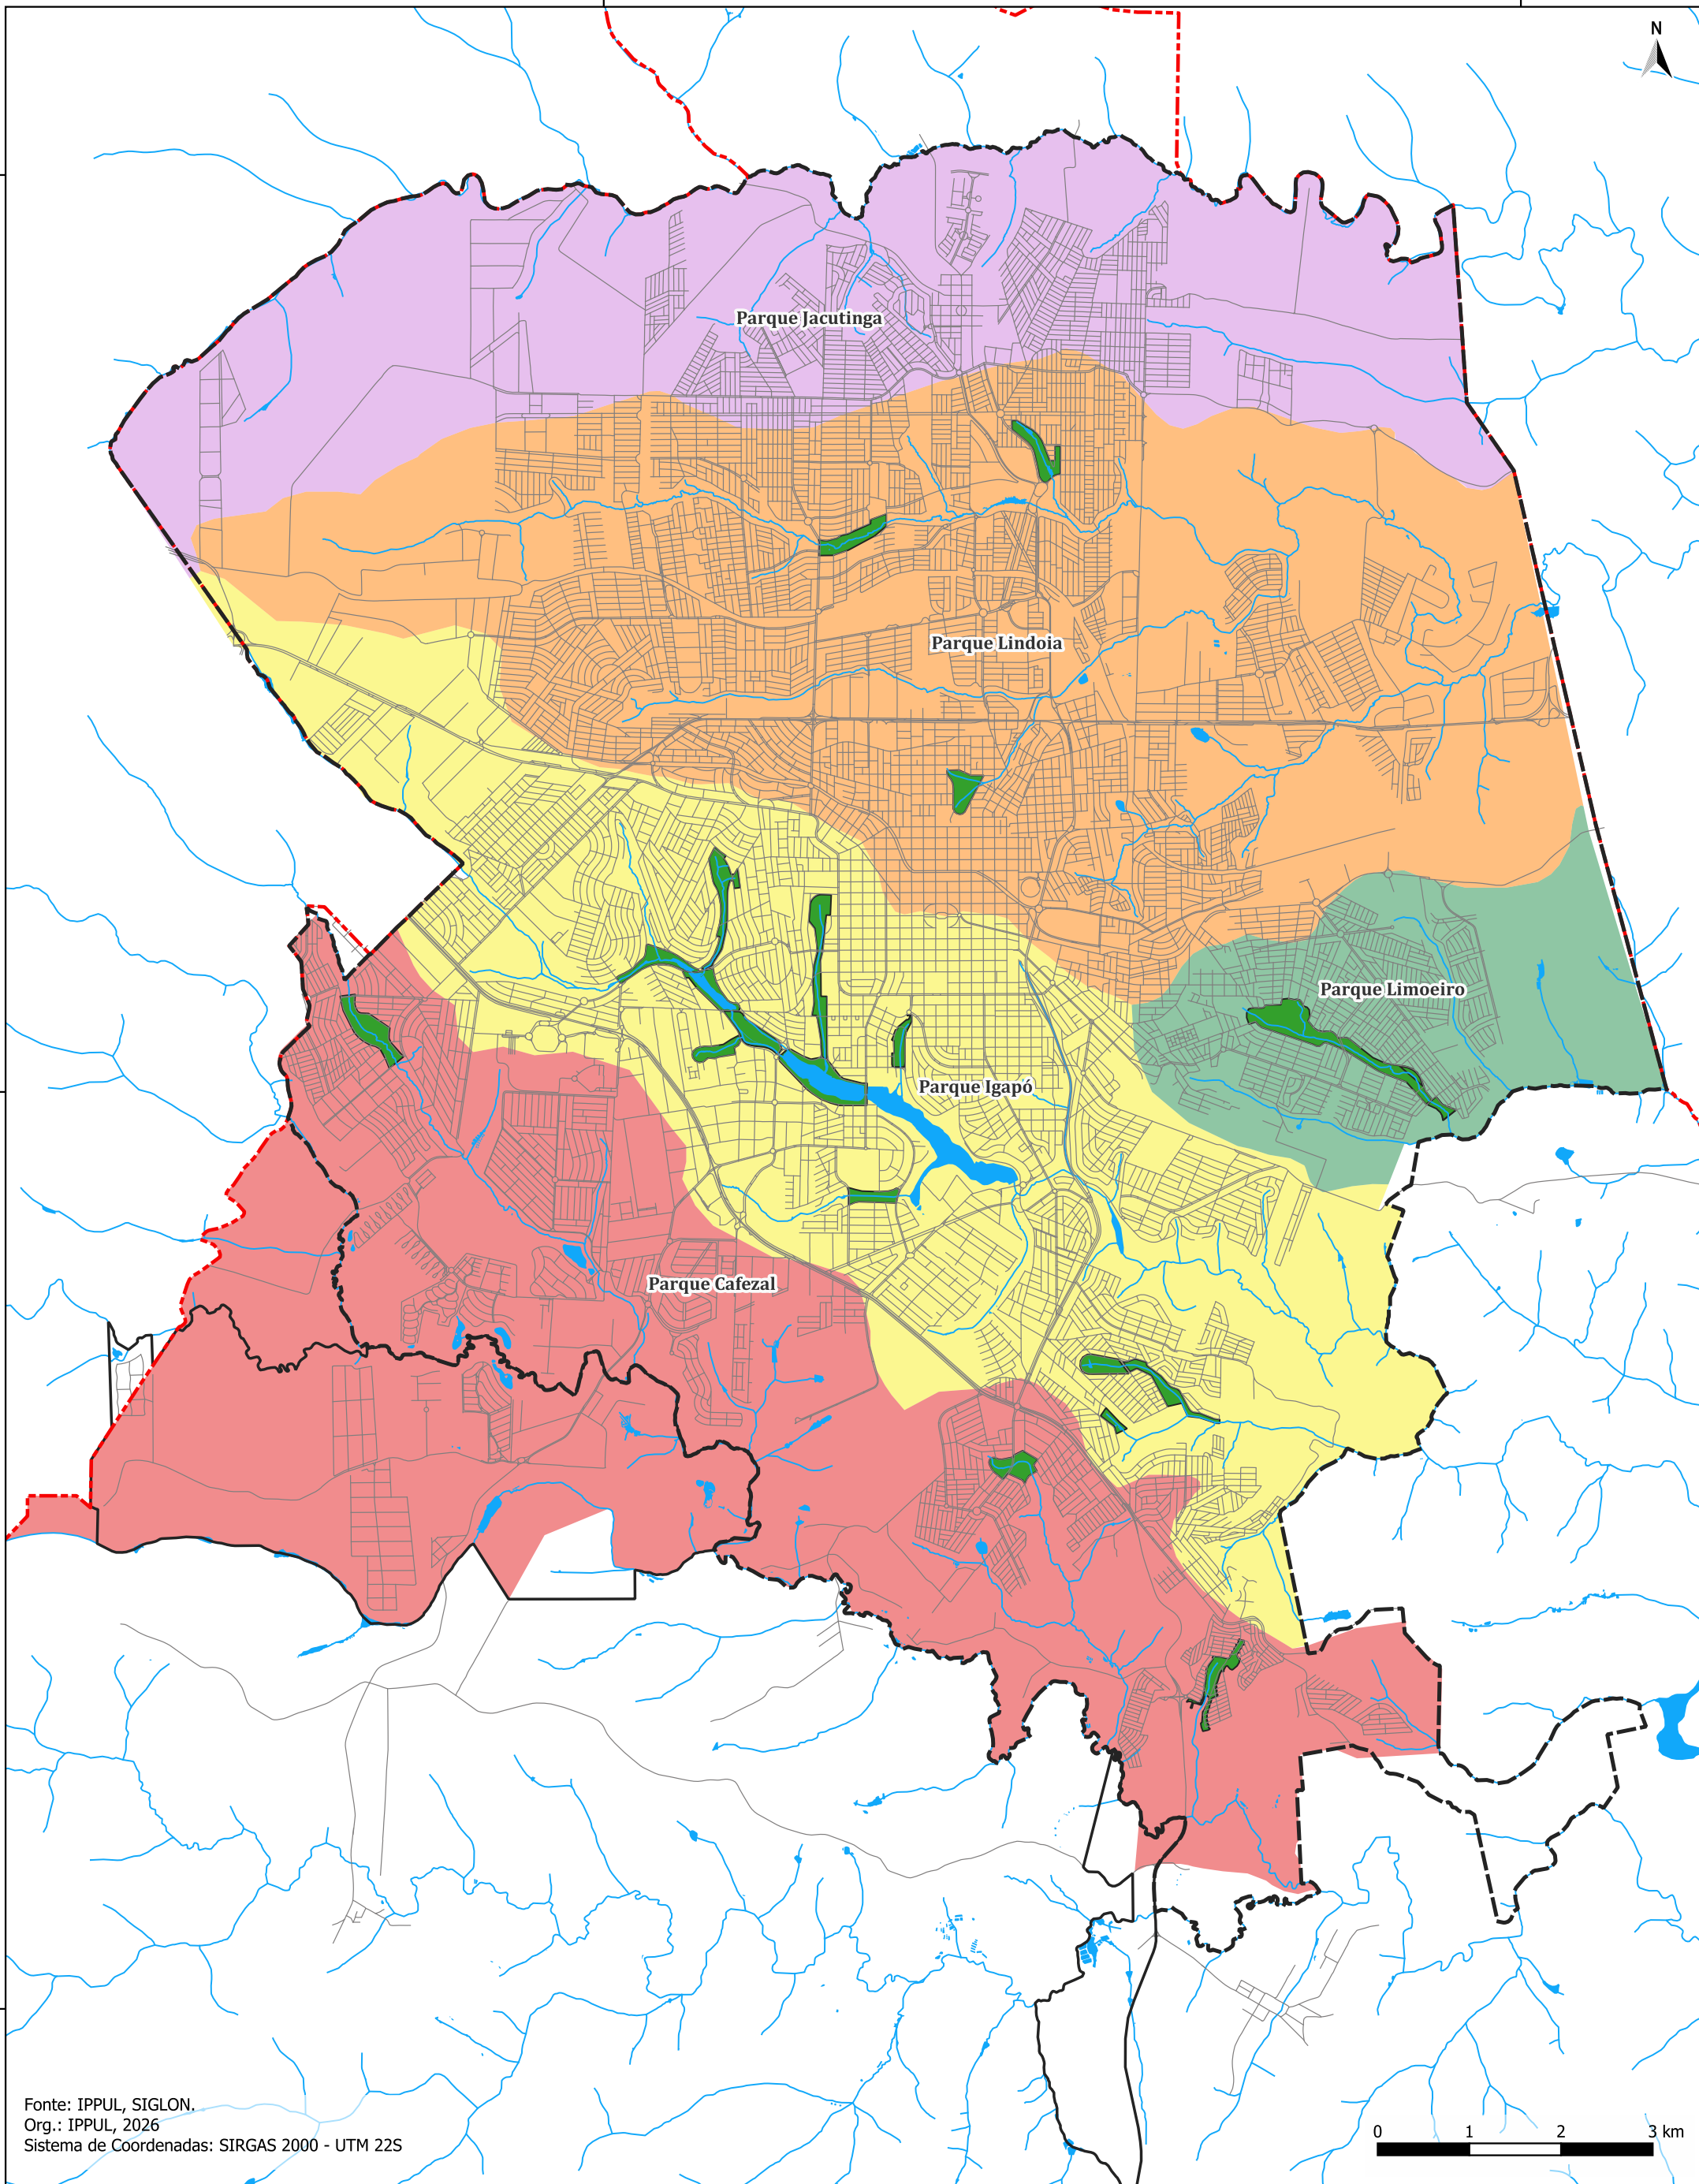 N
Parque Jacutinga
Parque Lindoia
Parque Limoeiro
Parque Igapó
Parque Cafezal
Fonte: IPPUL, SIGLON.
Org.: IPPUL, 2026
Sistema de Coordenadas: SIRGAS 2000 - UTM 22S
0 1 2 3 km